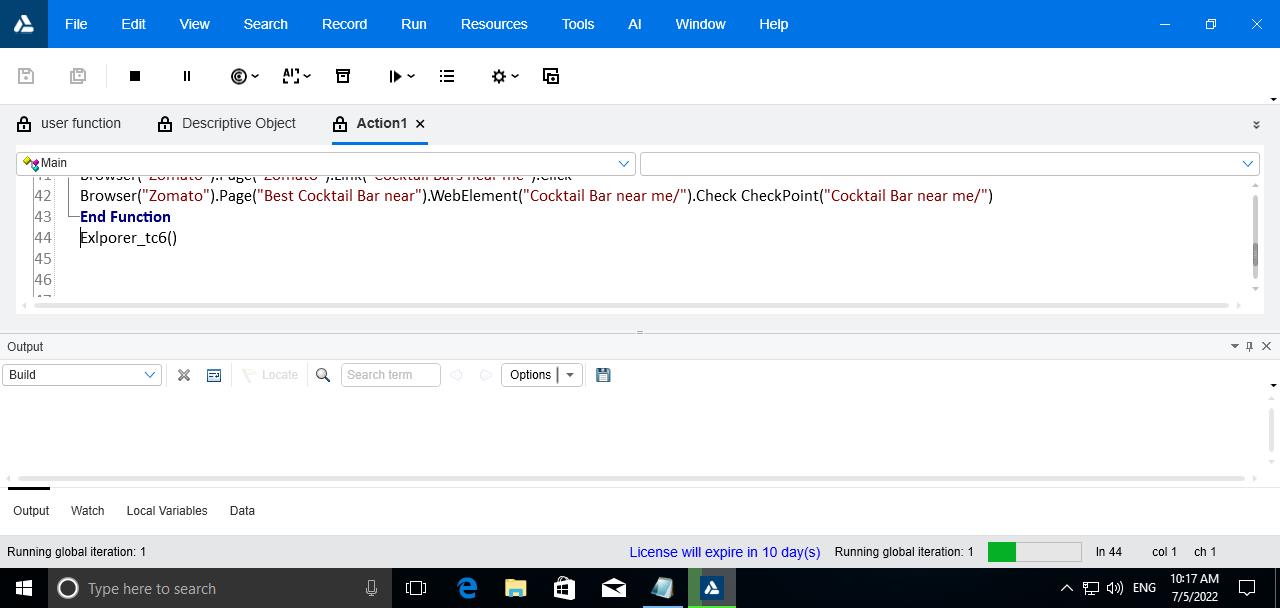 File Edit View Search Record Run Resources Tools AI Window Help
user function Descriptive Object Action1
Main
41 Browser("Zomato").Page("Zomato").Link("Cocktail Bars near me").Click
42 Browser("Zomato").Page("Best Cocktail Bar near").WebElement("Cocktail Bar near me/").Check CheckPoint("Cocktail Bar near me/")
43 End Function
44 Exlporer_tc6()
45
46
47
Output
Build Locate Search term Options
Output Watch Local Variables Data
Running global iteration: 1 License will expire in 10 day(s) Running global iteration: 1 ln 44 col 1 ch 1
Type here to search ENG 10:17 AM
7/5/2022